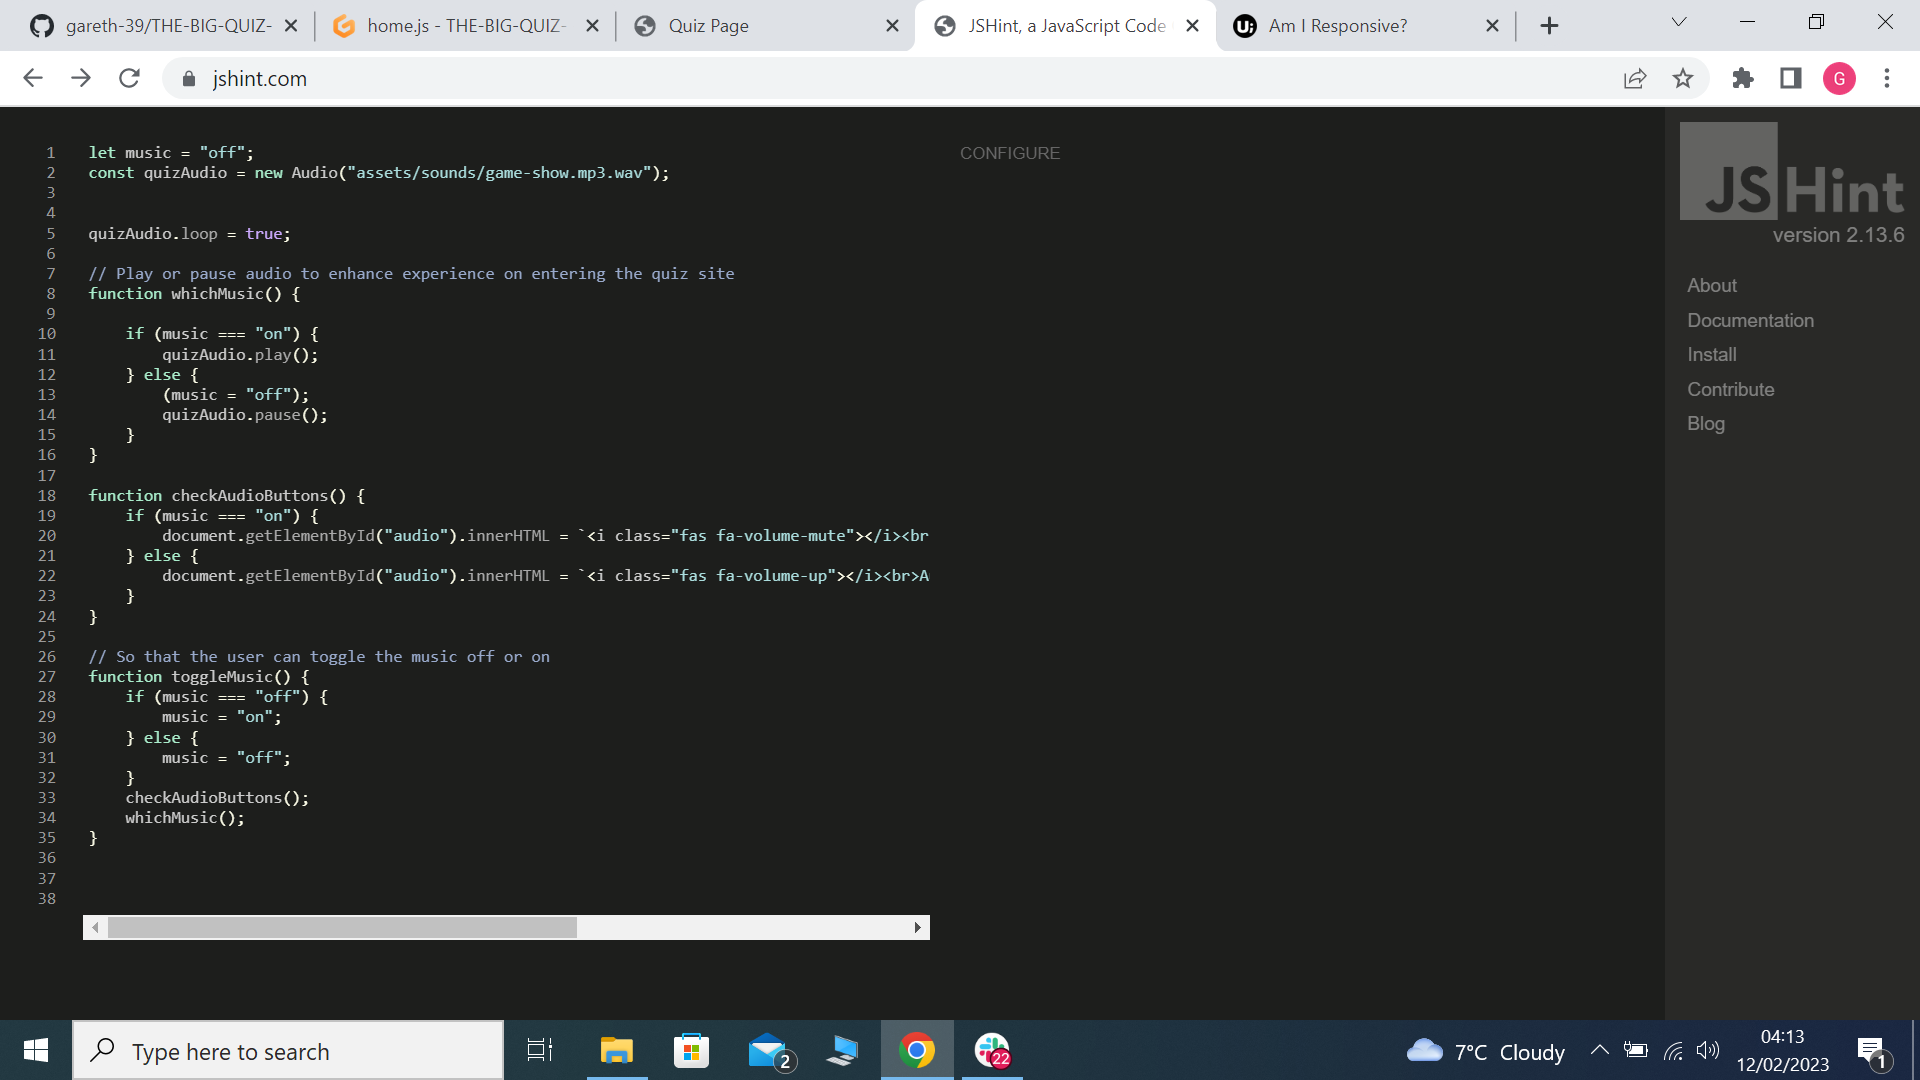 gareth-39/THE-BIG-QUIZ-
home.js - THE-BIG-QUIZ-
Quiz Page
JSHint, a JavaScript Code
Am I Responsive?
jshint.com
G
1 let music = "off";
2 const quizAudio = new Audio("assets/sounds/game-show.mp3.wav");
3
4
5 quizAudio.loop = true;
6
7 // Play or pause audio to enhance experience on entering the quiz site
8 function whichMusic() {
9
10 if (music === "on") {
11 quizAudio.play();
12 } else {
13 (music = "off");
14 quizAudio.pause();
15 }
16 }
17
18 function checkAudioButtons() {
19 if (music === "on") {
20 document.getElementById("audio").innerHTML = `<i class="fas fa-volume-mute"></i><br
21 } else {
22 document.getElementById("audio").innerHTML = `<i class="fas fa-volume-up"></i><br>A
23 }
24 }
25
26 // So that the user can toggle the music off or on
27 function toggleMusic() {
28 if (music === "off") {
29 music = "on";
30 } else {
31 music = "off";
32 }
33 checkAudioButtons();
34 whichMusic();
35 }
36
37
38
CONFIGURE
JSHint
version 2.13.6
About
Documentation
Install
Contribute
Blog
Type here to search
2
22
7°C Cloudy
04:13
12/02/2023
1